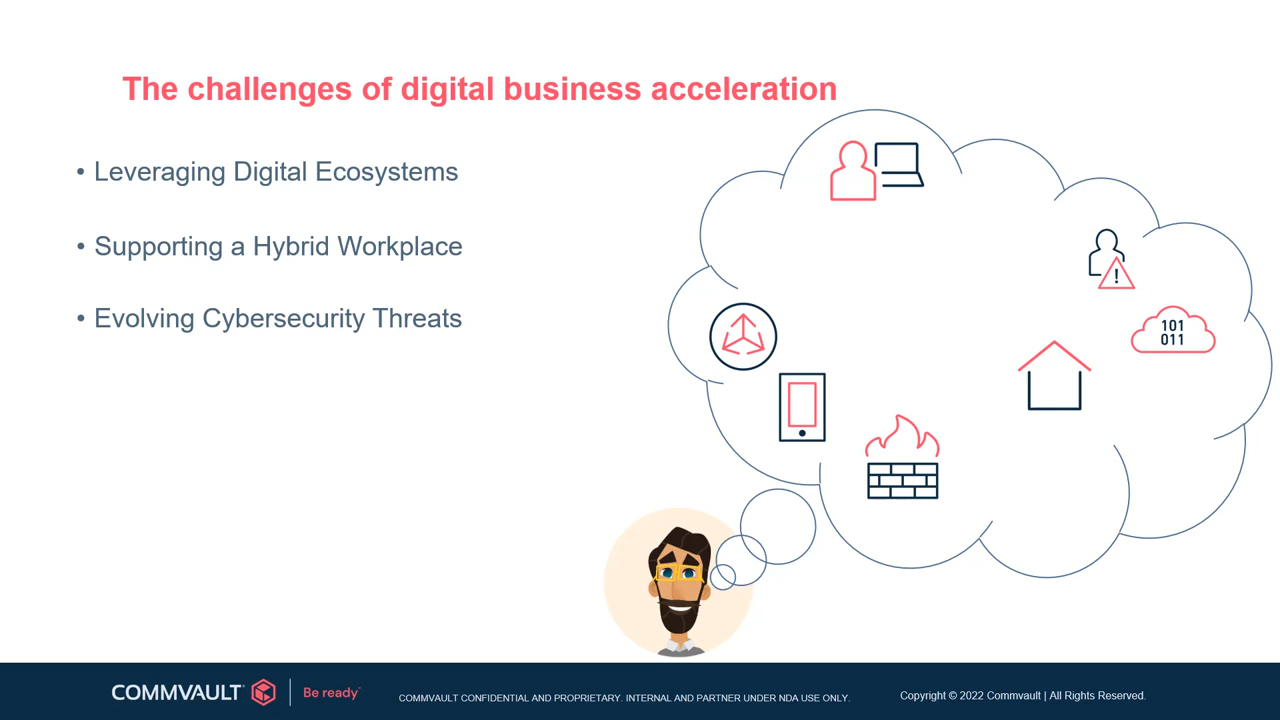 The challenges of digital business acceleration
• Leveraging Digital Ecosystems
• Supporting a Hybrid Workplace
• Evolving Cybersecurity Threats
!
101
011
COMMVAULT
Be ready
COMMVAULT CONFIDENTIAL AND PROPRIETARY. INTERNAL AND PARTNER UNDER NDA USE ONLY.
Copyright © 2022 Commvault | All Rights Reserved.